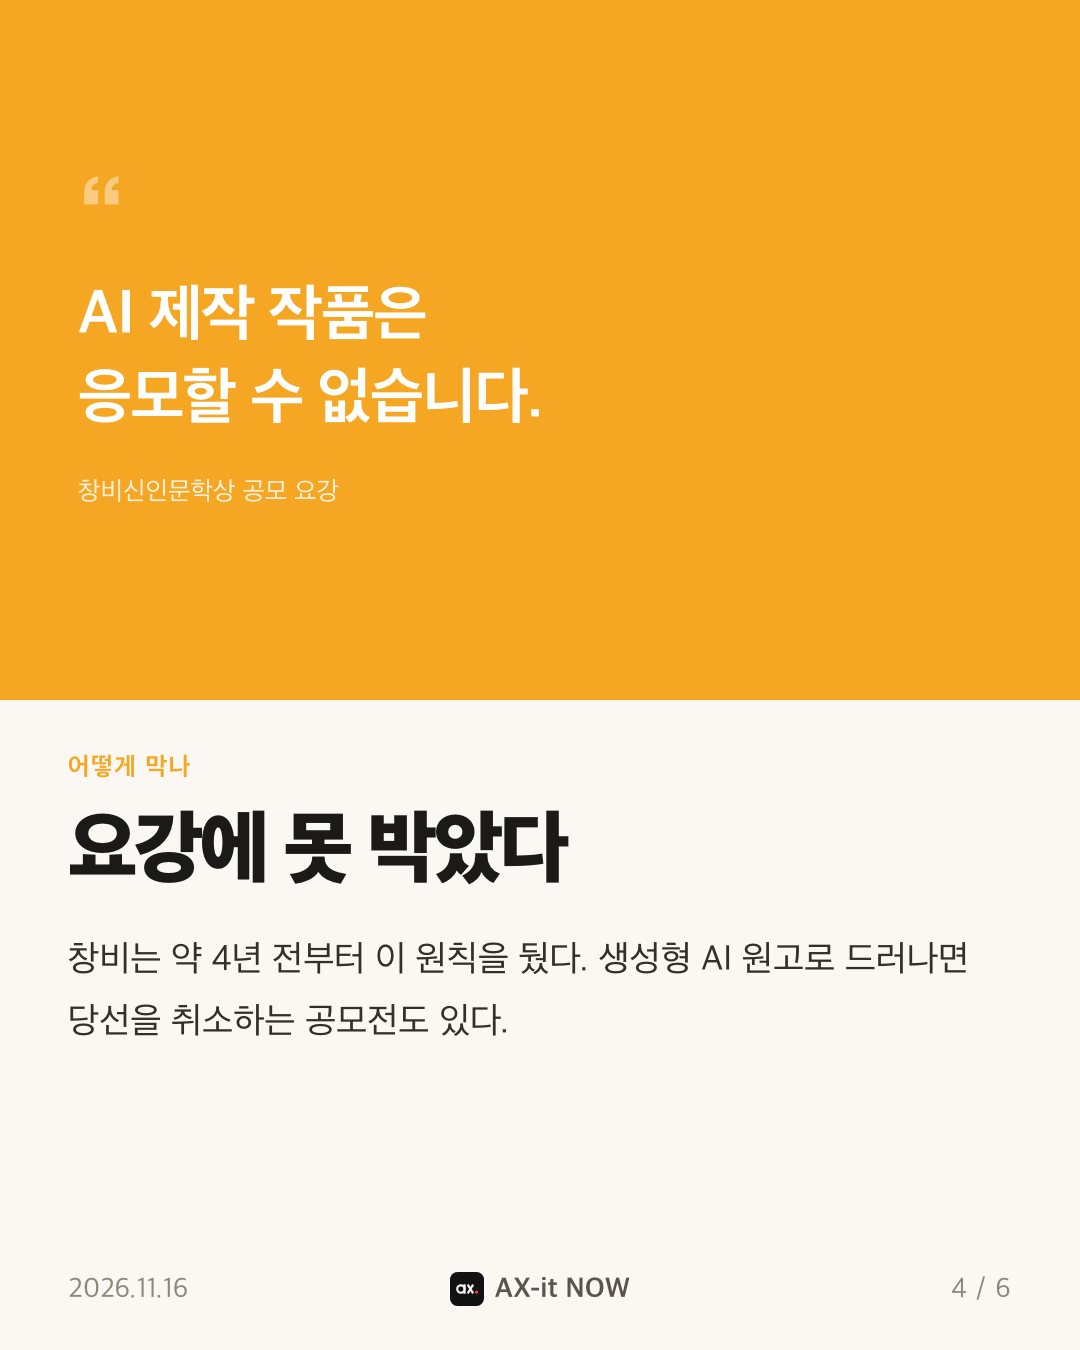 “
AI 제작 작품은
응모할 수 없습니다.
창비신인문학상 공모 요강
어떻게 막나
요강에 못 박았다
창비는 약 4년 전부터 이 원칙을 뒀다. 생성형 AI 원고로 드러나면
당선을 취소하는 공모전도 있다.
2026.11.16
ax. AX-it NOW
4 / 6